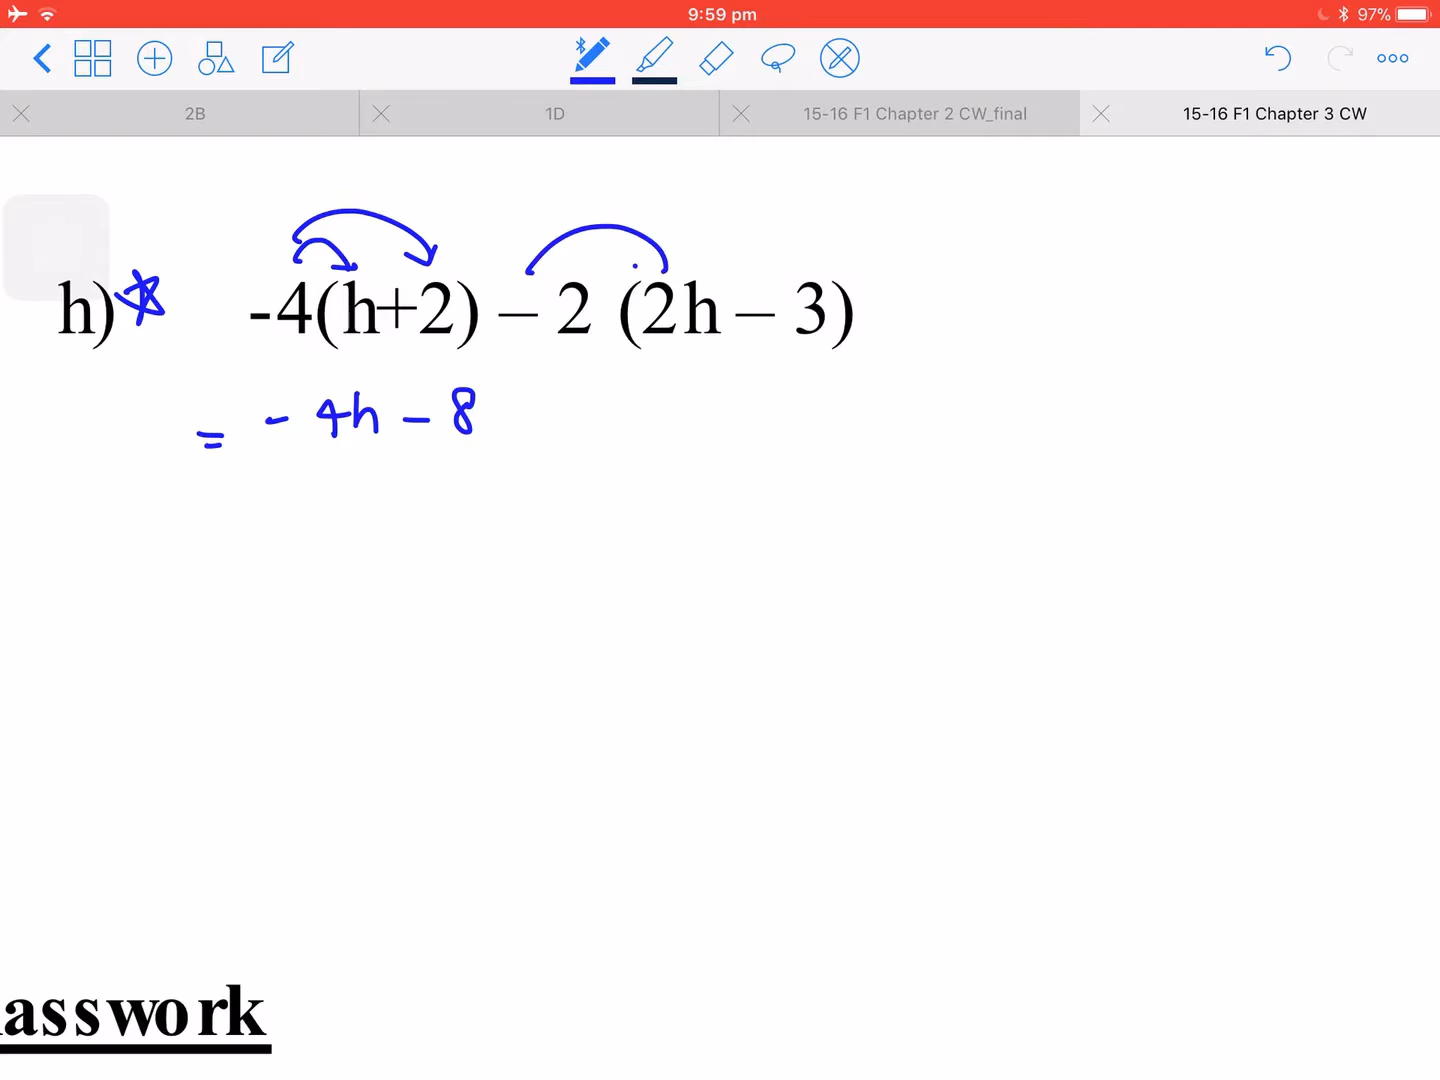 9:59 pm
97%
2B
1D
15-16 F1 Chapter 2 CW_final
15-16 F1 Chapter 3 CW
h) -4(h+2) – 2 (2h – 3)
= - 4h - 8
asswork